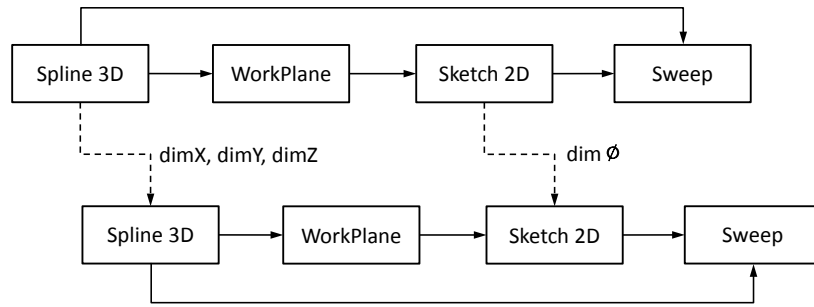 Spline 3D
WorkPlane
Sketch 2D
Sweep
dimX, dimY, dimZ
dim ϕ
Spline 3D
WorkPlane
Sketch 2D
Sweep